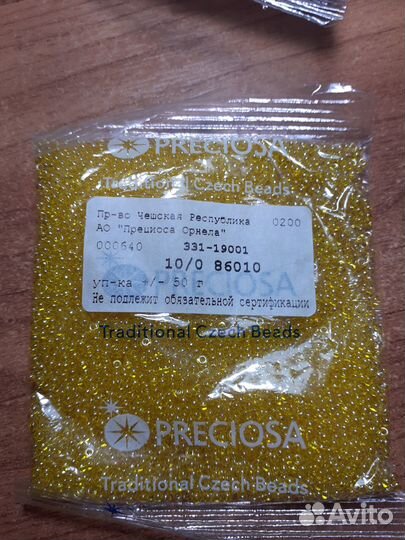 PRECIOSA
Traditional Czech Beads
Пр-во Чешская Республика 0200
АО "Прециоса Орнела"
000640 331-19001
10/0 86010
уп-ка +/- 50 г
Не подлежит обязательной сертификации
Traditional Czech Beads
PRECIOSA
Traditional Czech Beads
Avito